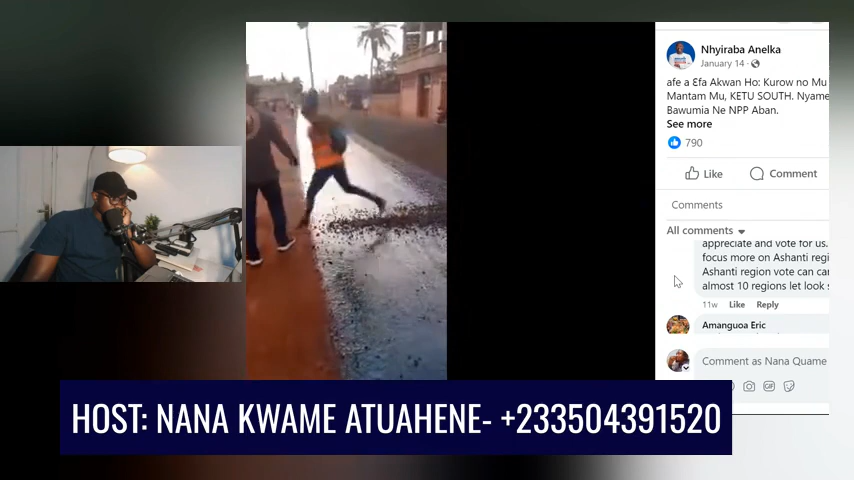 Nhyiraba Anelka
January 14 ·
afe a Ɛfa Akwan Ho: Kurow no Mu
Mantam Mu, KETU SOUTH. Nyame
Bawumia Ne NPP Aban.
See more
790
Like Comment
Comments
All comments
appreciate and vote for us.
focus more on Ashanti regi
Ashanti region vote can car
almost 10 regions let look s
11w Like Reply
Amanguoa Eric
Comment as Nana Quame
GIF
HOST: NANA KWAME ATUAHENE- +233504391520